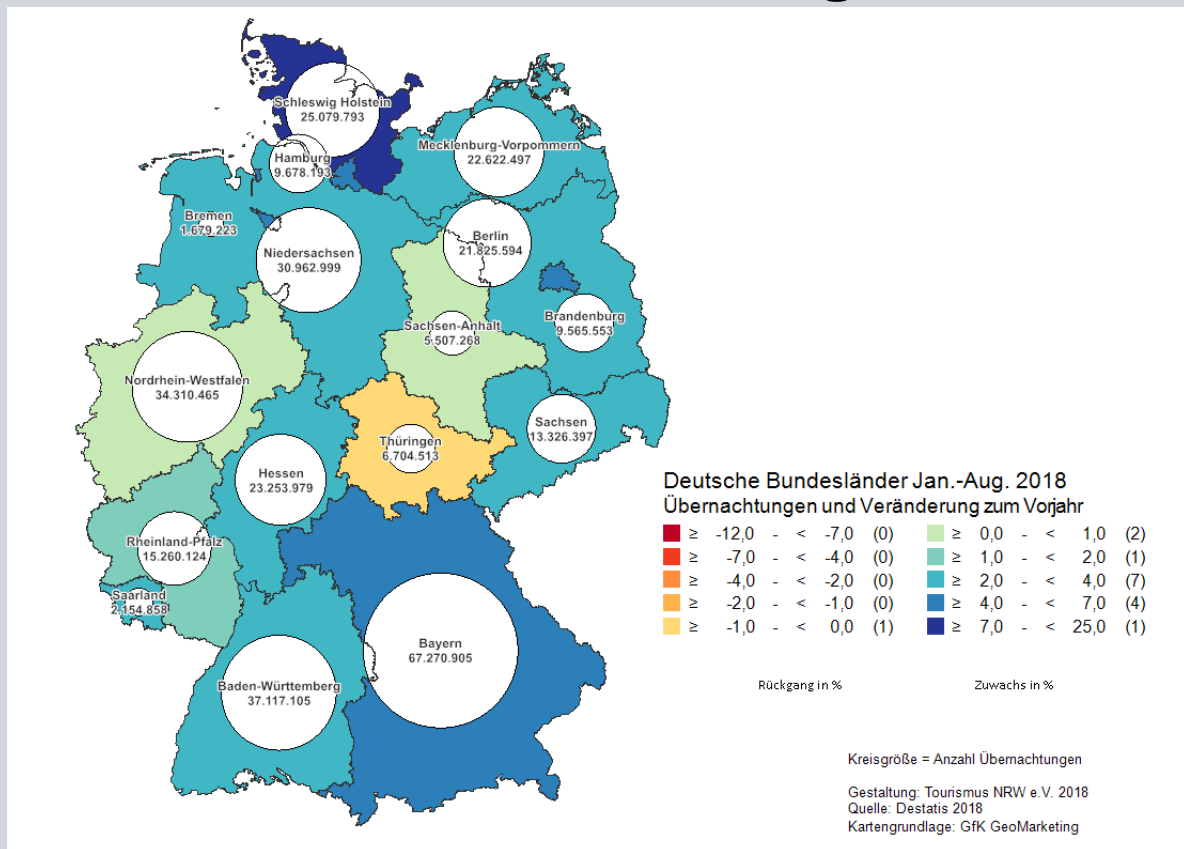 Schleswig Holstein
25.079.793
Hamburg
9.678.193
Mecklenburg-Vorpommern
22.622.497
Bremen
1.679.223
Niedersachsen
30.962.999
Berlin
21.825.594
Brandenburg
9.565.553
Sachsen-Anhalt
5.507.268
Nordrhein-Westfalen
34.310.465
Thüringen
6.704.513
Sachsen
13.326.397
Hessen
23.253.979
Rheinland-Pfalz
15.260.124
Saarland
2.154.858
Bayern
67.270.905
Baden-Württemberg
37.117.105
Deutsche Bundesländer Jan.-Aug. 2018
Übernachtungen und Veränderung zum Vorjahr
≥ -12,0 - < -7,0 (0)
≥ -7,0 - < -4,0 (0)
≥ -4,0 - < -2,0 (0)
≥ -2,0 - < -1,0 (0)
≥ -1,0 - < 0,0 (1)
≥ 0,0 - < 1,0 (2)
≥ 1,0 - < 2,0 (1)
≥ 2,0 - < 4,0 (7)
≥ 4,0 - < 7,0 (4)
≥ 7,0 - < 25,0 (1)
Rückgang in %
Zuwachs in %
Kreisgröße = Anzahl Übernachtungen
Gestaltung: Tourismus NRW e.V. 2018
Quelle: Destatis 2018
Kartengrundlage: GfK GeoMarketing